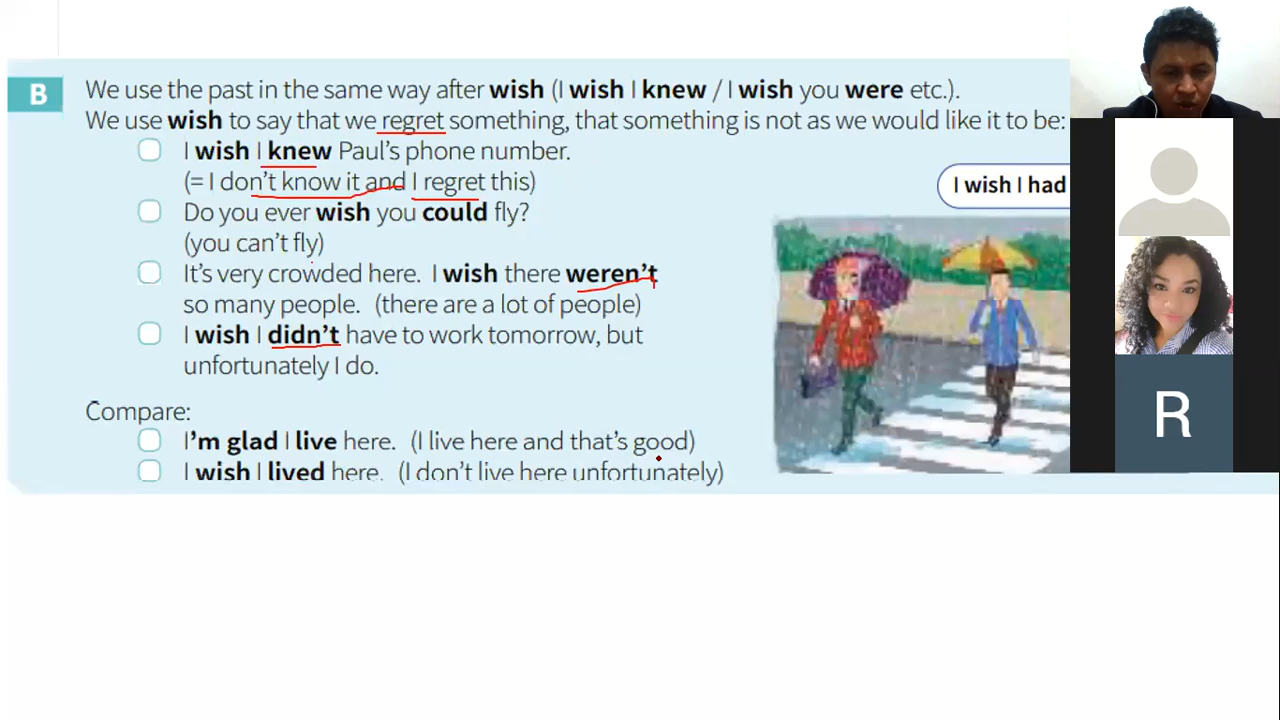 B
We use the past in the same way after wish (I wish I knew / I wish you were etc.).
We use wish to say that we regret something, that something is not as we would like it to be:
I wish I knew Paul's phone number.
(= I don't know it and I regret this)
Do you ever wish you could fly?
(you can't fly)
It's very crowded here. I wish there weren't
so many people. (there are a lot of people)
I wish I didn't have to work tomorrow, but
unfortunately I do.
Compare:
I'm glad I live here. (I live here and that's good)
I wish I lived here. (I don't live here unfortunately)
I wish I had
R